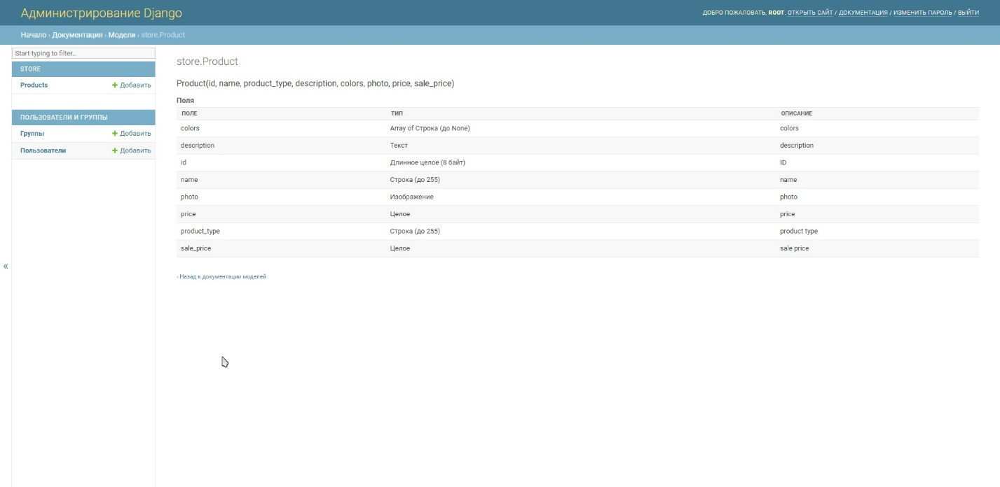 Администрирование Django
ДОБРО ПОЖАЛОВАТЬ, ROOT. ОТКРЫТЬ САЙТ / ДОКУМЕНТАЦИЯ / ИЗМЕНИТЬ ПАРОЛЬ / ВЫЙТИ
Начало › Документация › Модели › store.Product
Start typing to filter...
STORE
Products + Добавить
ПОЛЬЗОВАТЕЛИ И ГРУППЫ
Группы + Добавить
Пользователи + Добавить
«
store.Product
Product(id, name, product_type, description, colors, photo, price, sale_price)
Поля
ПОЛЕ ТИП ОПИСАНИЕ
colors Array of Строка (до None) colors
description Текст description
id Длинное целое (8 байт) ID
name Строка (до 255) name
photo Изображение photo
price Целое price
product_type Строка (до 255) product type
sale_price Целое sale price
‹ Назад к документации моделей